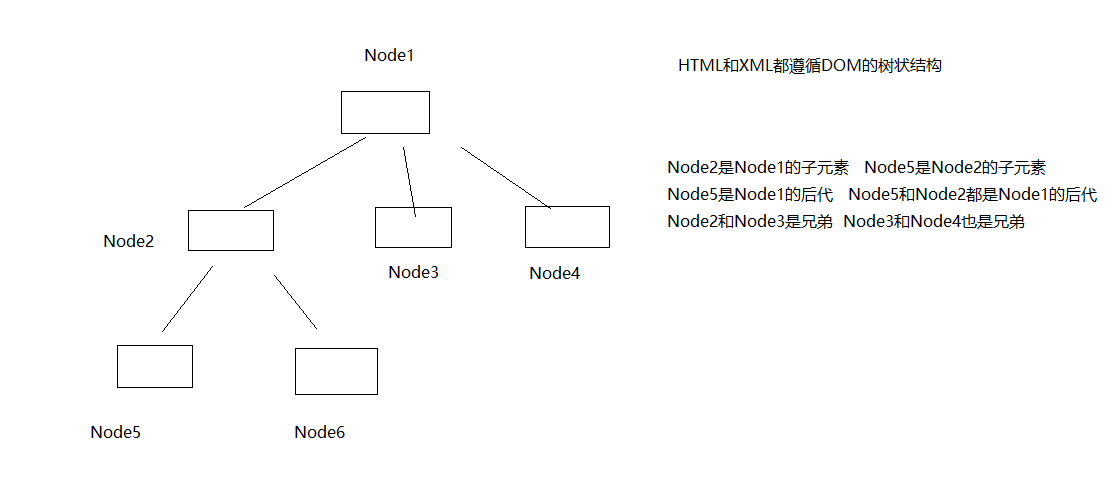 Node1
HTML和XML都遵循DOM的树状结构
Node2是Node1的子元素 Node5是Node2的子元素
Node5是Node1的后代 Node5和Node2都是Node1的后代
Node2和Node3是兄弟 Node3和Node4也是兄弟
Node2
Node3
Node4
Node5
Node6